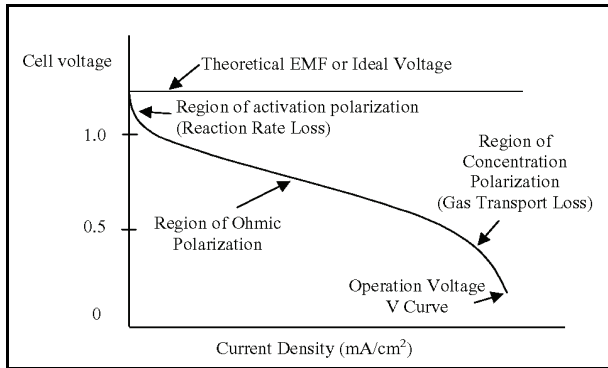 Cell voltage
Theoretical EMF or Ideal Voltage
Region of activation polarization
(Reaction Rate Loss)
1.0
Region of
Concentration
Polarization
(Gas Transport Loss)
Region of Ohmic
Polarization
0.5
Operation Voltage
V Curve
0
Current Density (mA/cm²)